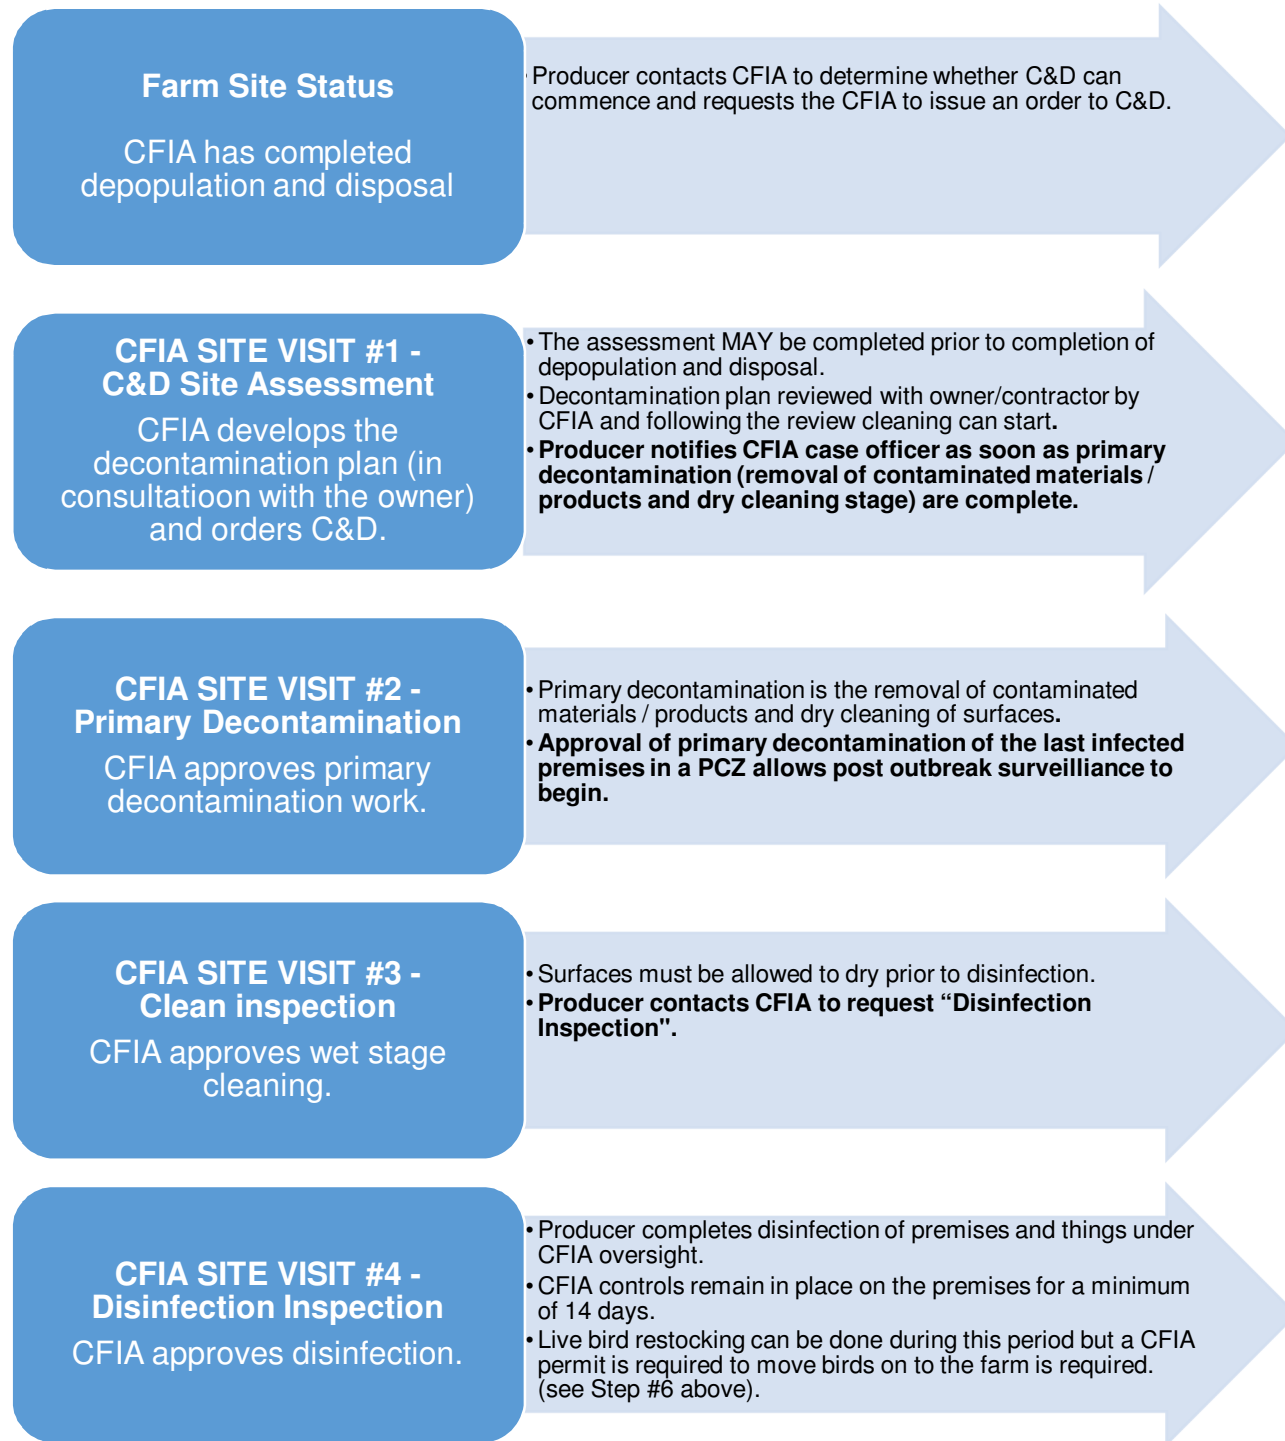 Farm Site Status
CFIA has completed
depopulation and disposal
• Producer contacts CFIA to determine whether C&D can
commence and requests the CFIA to issue an order to C&D.
CFIA SITE VISIT #1 -
C&D Site Assessment
CFIA develops the
decontamination plan (in
consultatioon with the owner)
and orders C&D.
• The assessment MAY be completed prior to completion of
depopulation and disposal.
• Decontamination plan reviewed with owner/contractor by
CFIA and following the review cleaning can start.
• Producer notifies CFIA case officer as soon as primary
decontamination (removal of contaminated materials /
products and dry cleaning stage) are complete.
CFIA SITE VISIT #2 -
Primary Decontamination
CFIA approves primary
decontamination work.
• Primary decontamination is the removal of contaminated
materials / products and dry cleaning of surfaces.
• Approval of primary decontamination of the last infected
premises in a PCZ allows post outbreak surveilliance to
begin.
CFIA SITE VISIT #3 -
Clean inspection
CFIA approves wet stage
cleaning.
• Surfaces must be allowed to dry prior to disinfection.
• Producer contacts CFIA to request “Disinfection
Inspection".
CFIA SITE VISIT #4 -
Disinfection Inspection
CFIA approves disinfection.
• Producer completes disinfection of premises and things under
CFIA oversight.
• CFIA controls remain in place on the premises for a minimum
of 14 days.
• Live bird restocking can be done during this period but a CFIA
permit is required to move birds on to the farm is required.
(see Step #6 above).